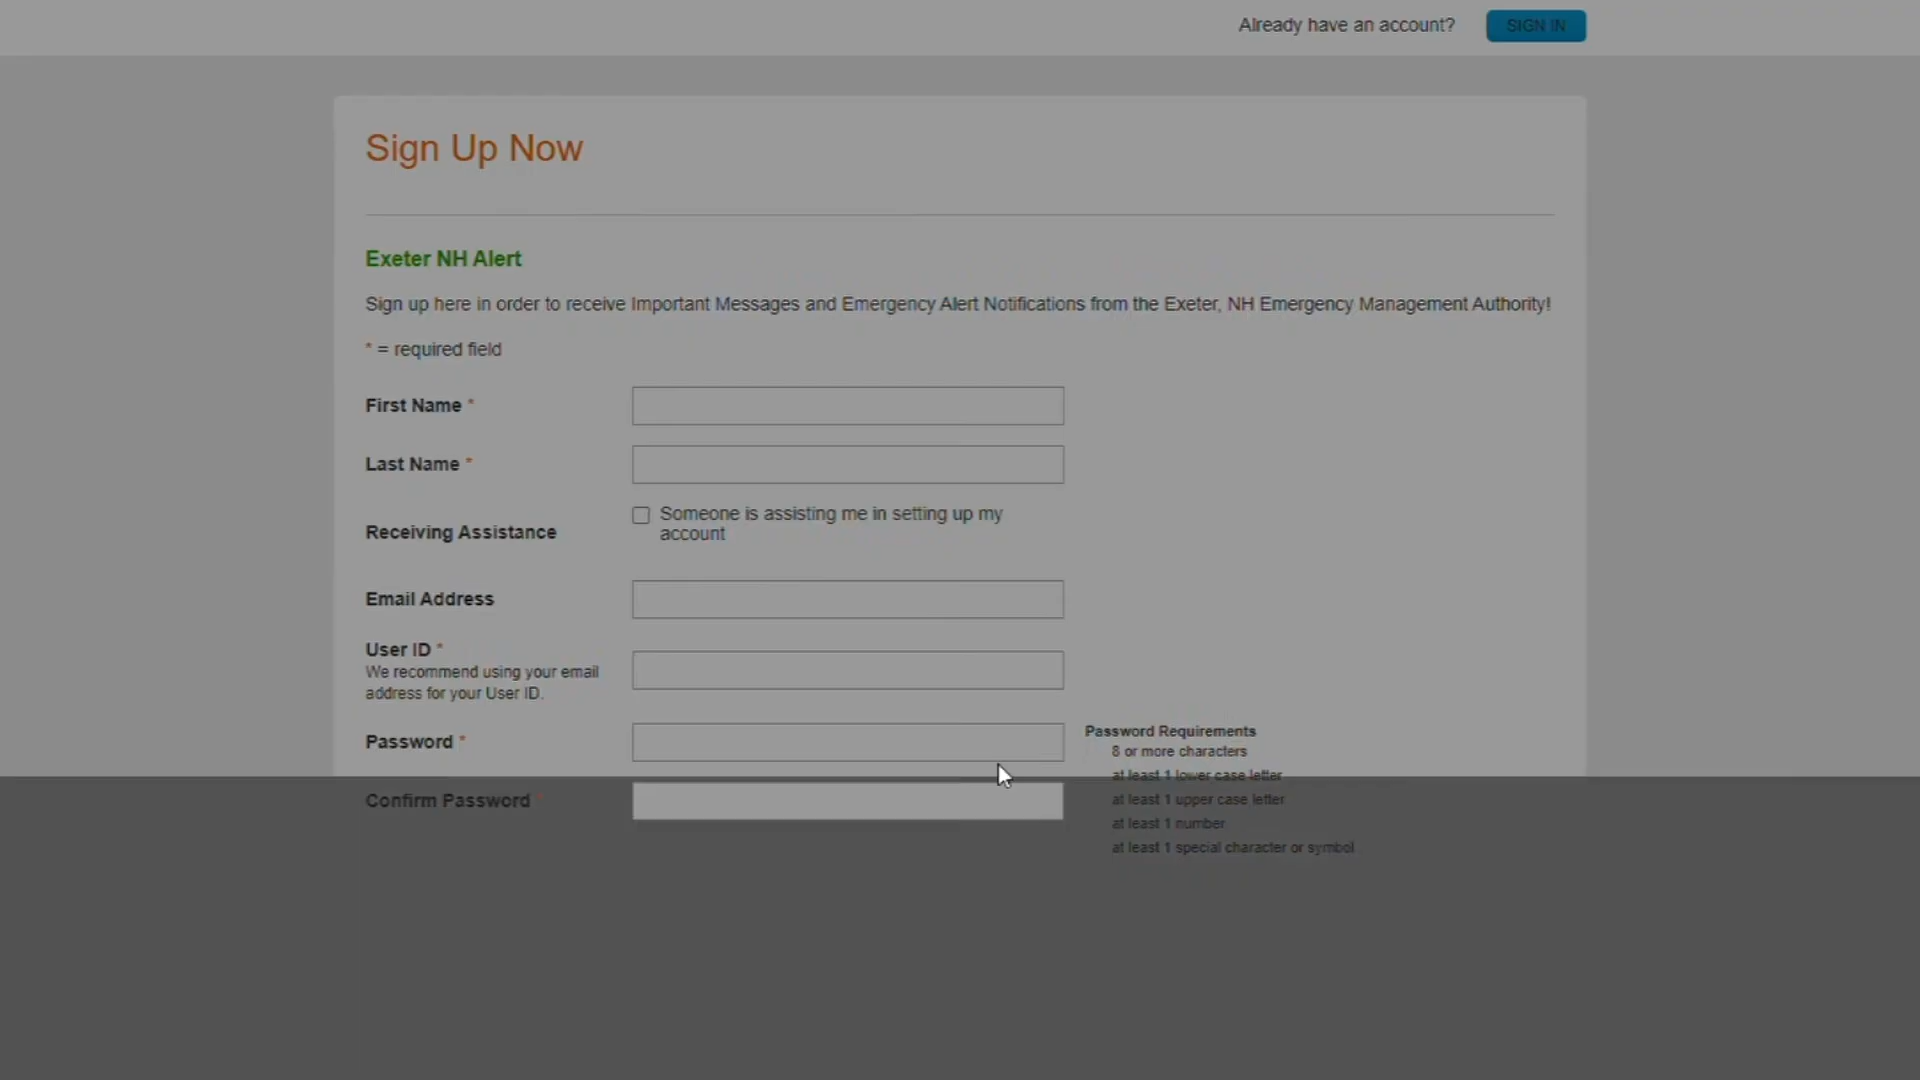 Already have an account? SIGN IN
Sign Up Now
Exeter NH Alert
Sign up here in order to receive Important Messages and Emergency Alert Notifications from the Exeter, NH Emergency Management Authority!
* = required field
First Name *
Last Name *
Receiving Assistance
Someone is assisting me in setting up my
account
Email Address
User ID *
We recommend using your email
address for your User ID.
Password *
Password Requirements
8 or more characters
at least 1 lower case letter
Confirm Password *
at least 1 upper case letter
at least 1 number
at least 1 special character or symbol